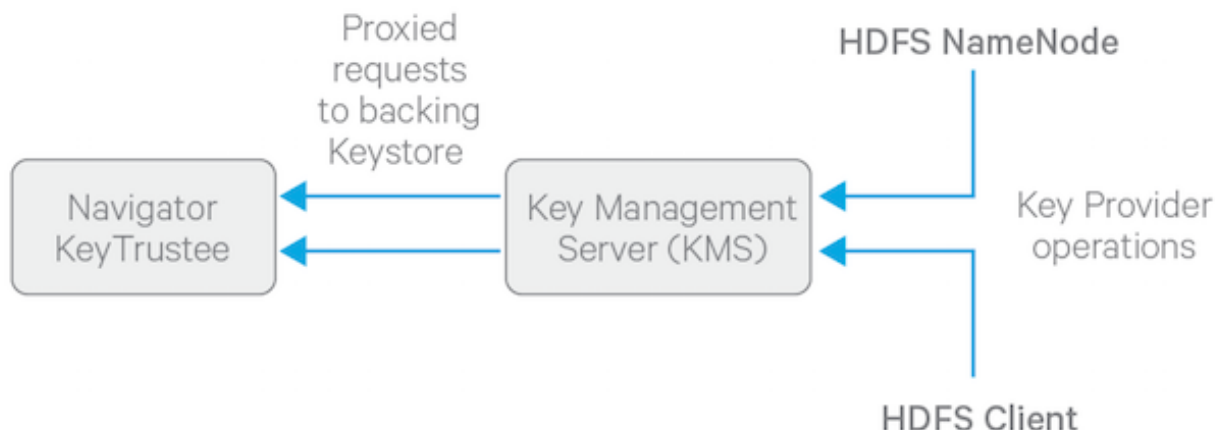 Proxied
requests
to backing
Keystore
HDFS NameNode
Navigator
KeyTrustee
Key Management
Server (KMS)
Key Provider
operations
HDFS Client